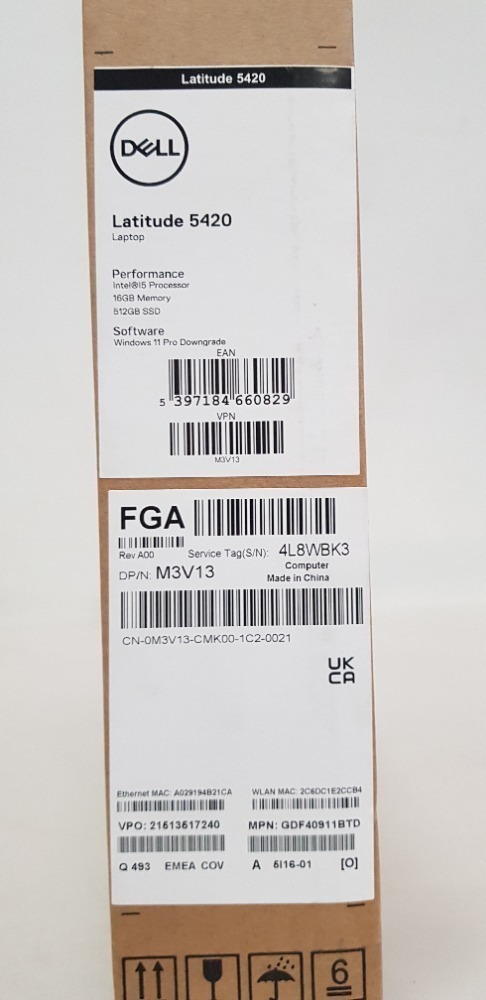 Latitude 5420
DELL
Latitude 5420
Laptop
Performance
Intel®I5 Processor
16GB Memory
512GB SSD
Software
Windows 11 Pro Downgrade
EAN
5 397184 660829
VPN
M3V13
FGA
Rev A00 Service Tag(S/N): 4L8WBK3
Computer
DP/N: M3V13 Made in China
CN-0M3V13-CMK00-1C2-0021
UK
CA
Ethernet MAC: A029194B21CA WLAN MAC: 2C6DC1E2CCB4
VPO: 21513517240 MPN: GDF40911BTD
Q 493 EMEA COV A 5I16-01 [O]
6